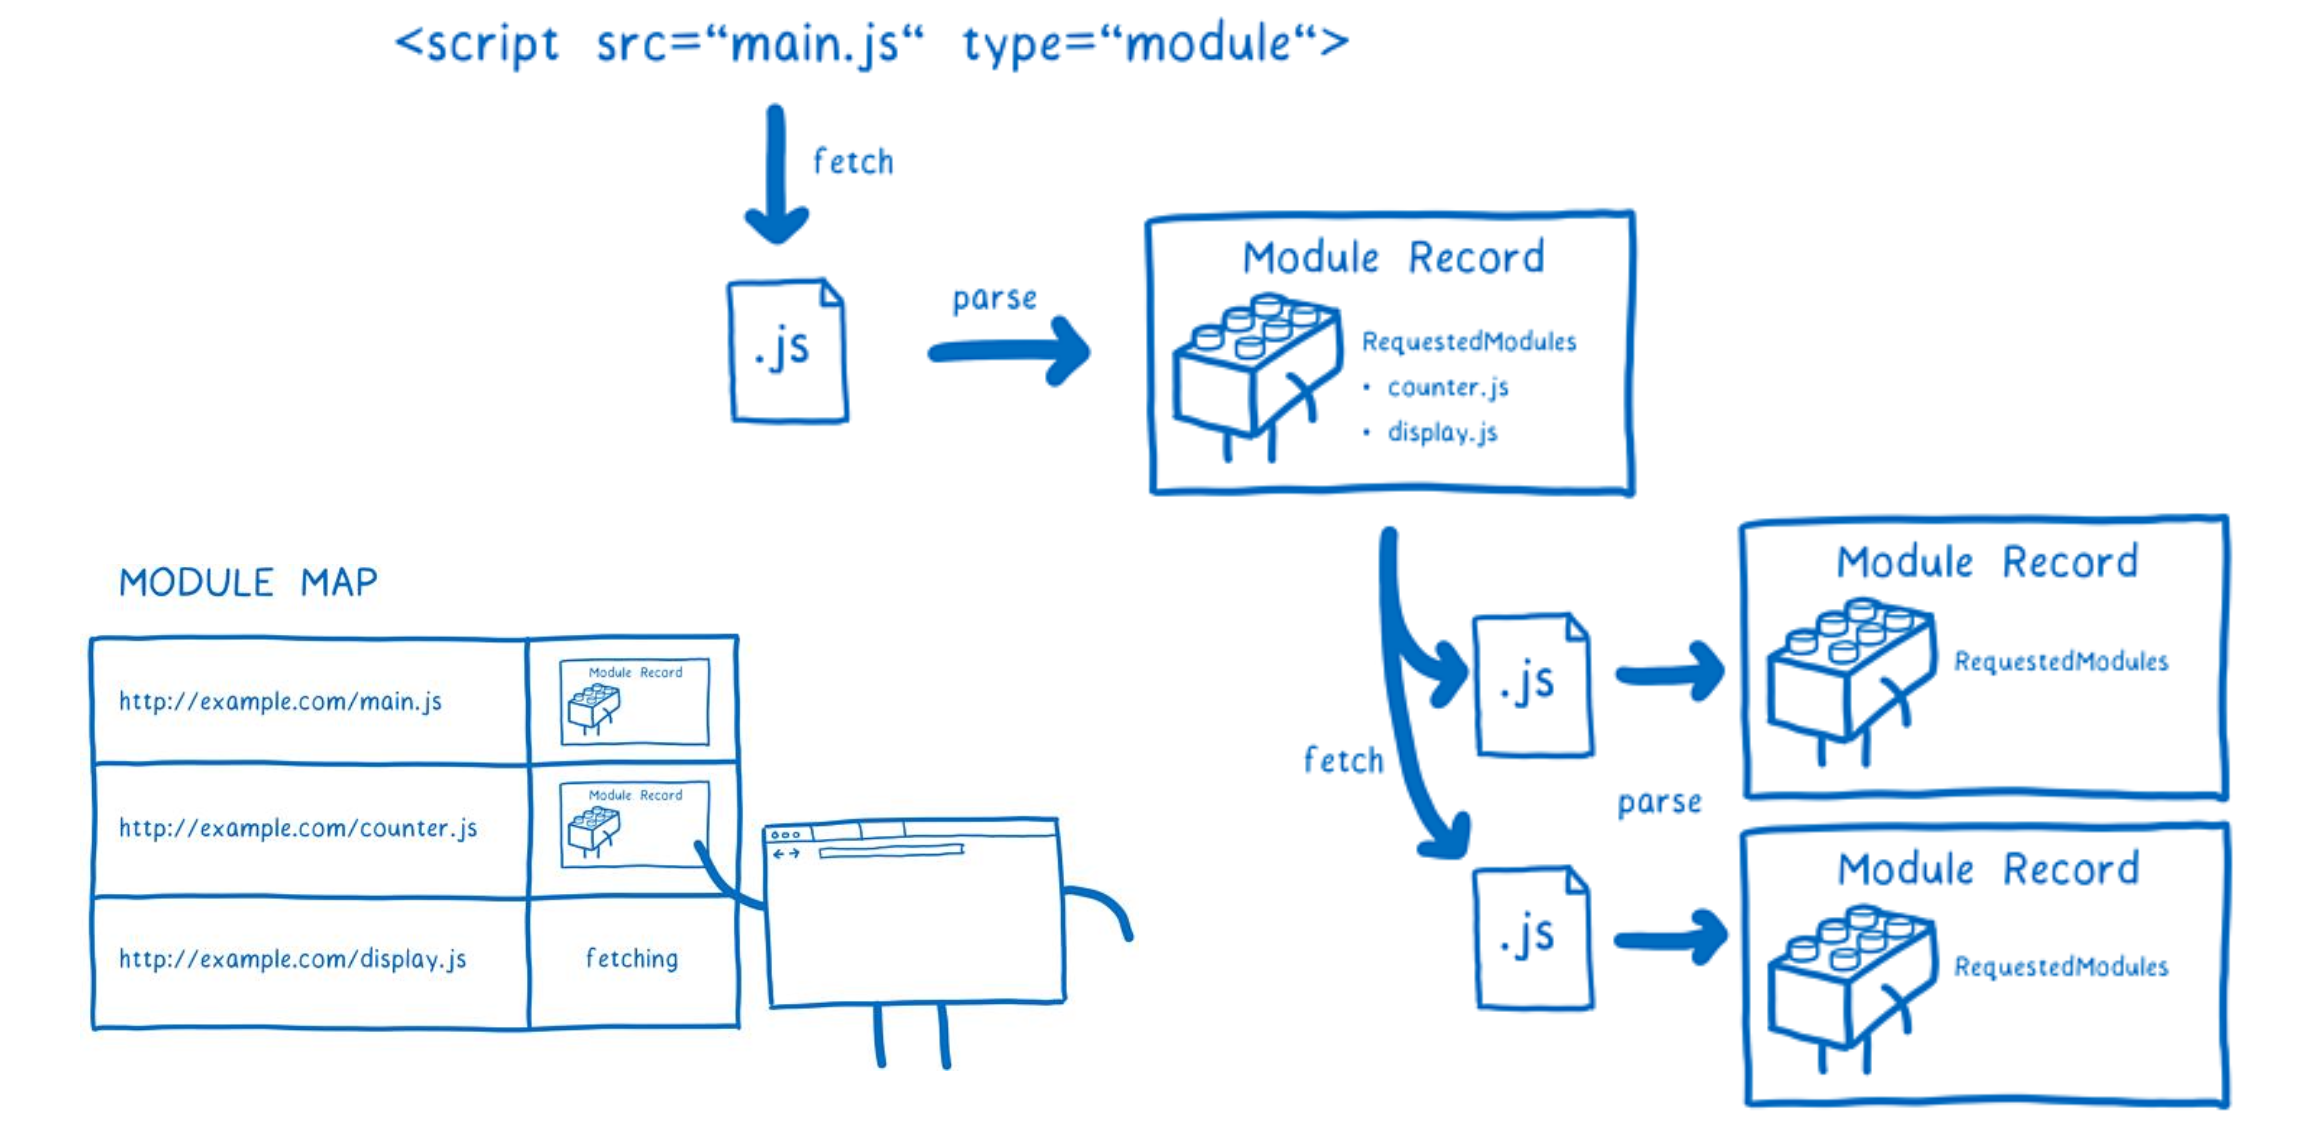 <script src=“main.js“ type=“module“>
fetch
.js
parse
Module Record
RequestedModules
• counter.js
• display.js
MODULE MAP
http://example.com/main.js
Module Record
http://example.com/counter.js
Module Record
http://example.com/display.js
fetching
fetch
.js
Module Record
RequestedModules
parse
.js
Module Record
RequestedModules